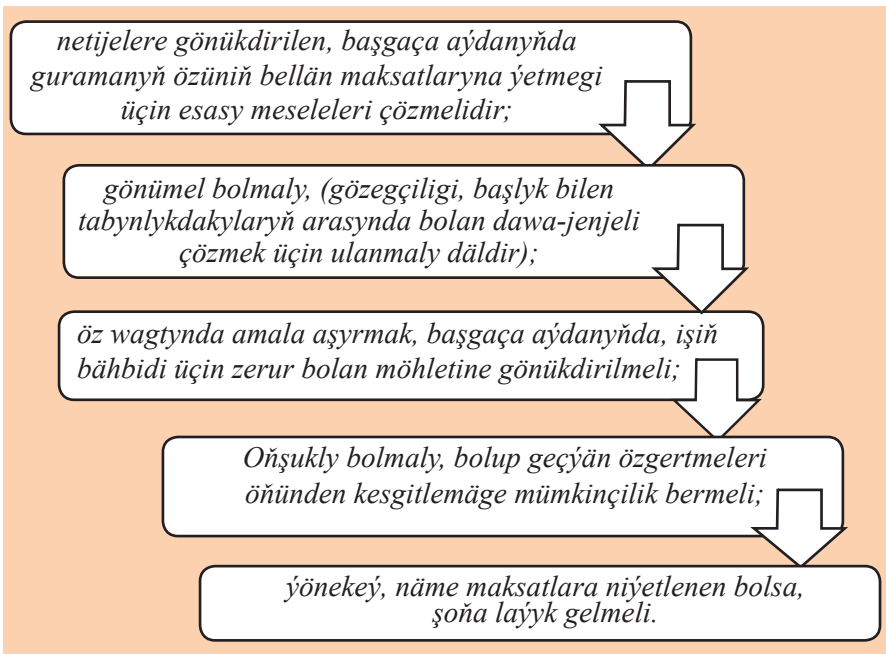 netijelere gönükdirilen, başgaça aýdanyňda
guramanyň özüniň bellän maksatlaryna ýetmegi
üçin esasy meseleleri çözmelidir;
gönümel bolmaly, (gözegçiligi, başlyk bilen
tabynlykdakylaryň arasynda bolan dawa-jenjeli
çözmek üçin ulanmaly däldir);
öz wagtynda amala aşyrmak, başgaça aýdanyňda, işiň
bähbidi üçin zerur bolan möhletine gönükdirilmeli;
Oňşukly bolmaly, bolup geçýän özgertmeleri
öňünden kesgitlemäge mümkinçilik bermeli;
ýönekeý, näme maksatlara niýetlenen bolsa,
şoňa laýyk gelmeli.